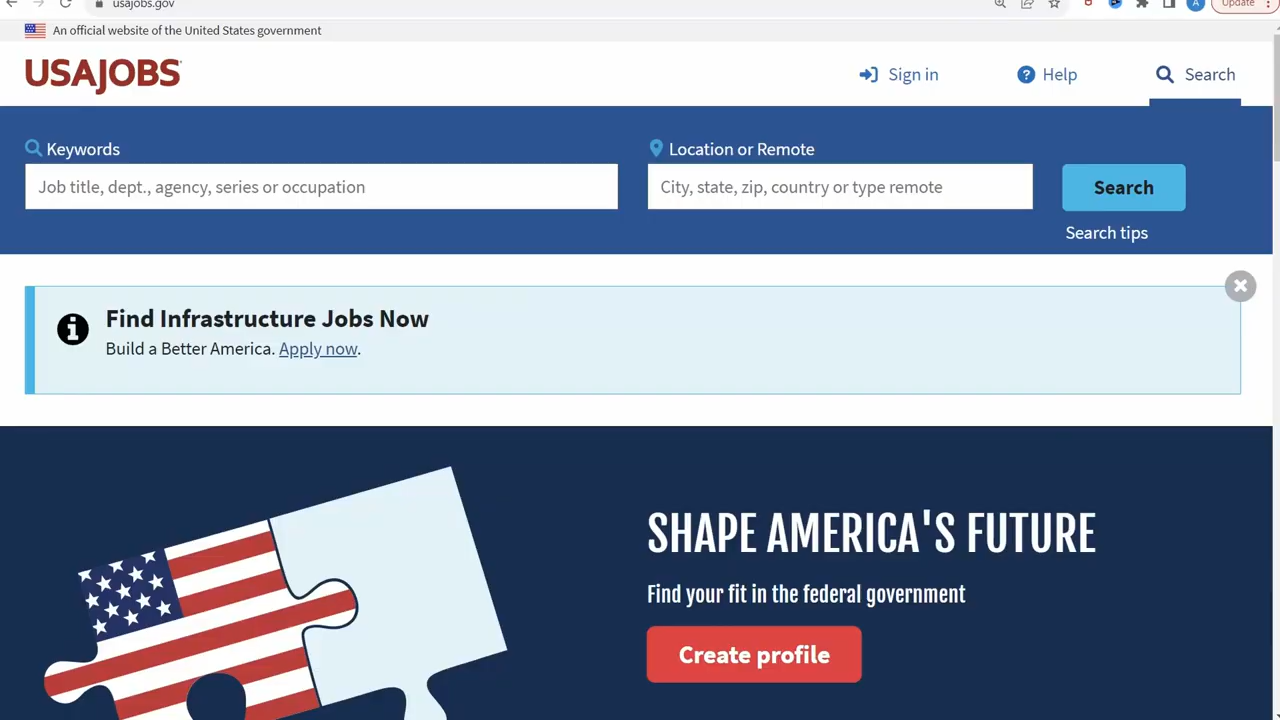 usajobs.gov
Update
An official website of the United States government
USAJOBS
Sign in
Help
Search
Keywords
Location or Remote
Job title, dept., agency, series or occupation
City, state, zip, country or type remote
Search
Search tips
Find Infrastructure Jobs Now
Build a Better America. Apply now.
SHAPE AMERICA'S FUTURE
Find your fit in the federal government
Create profile